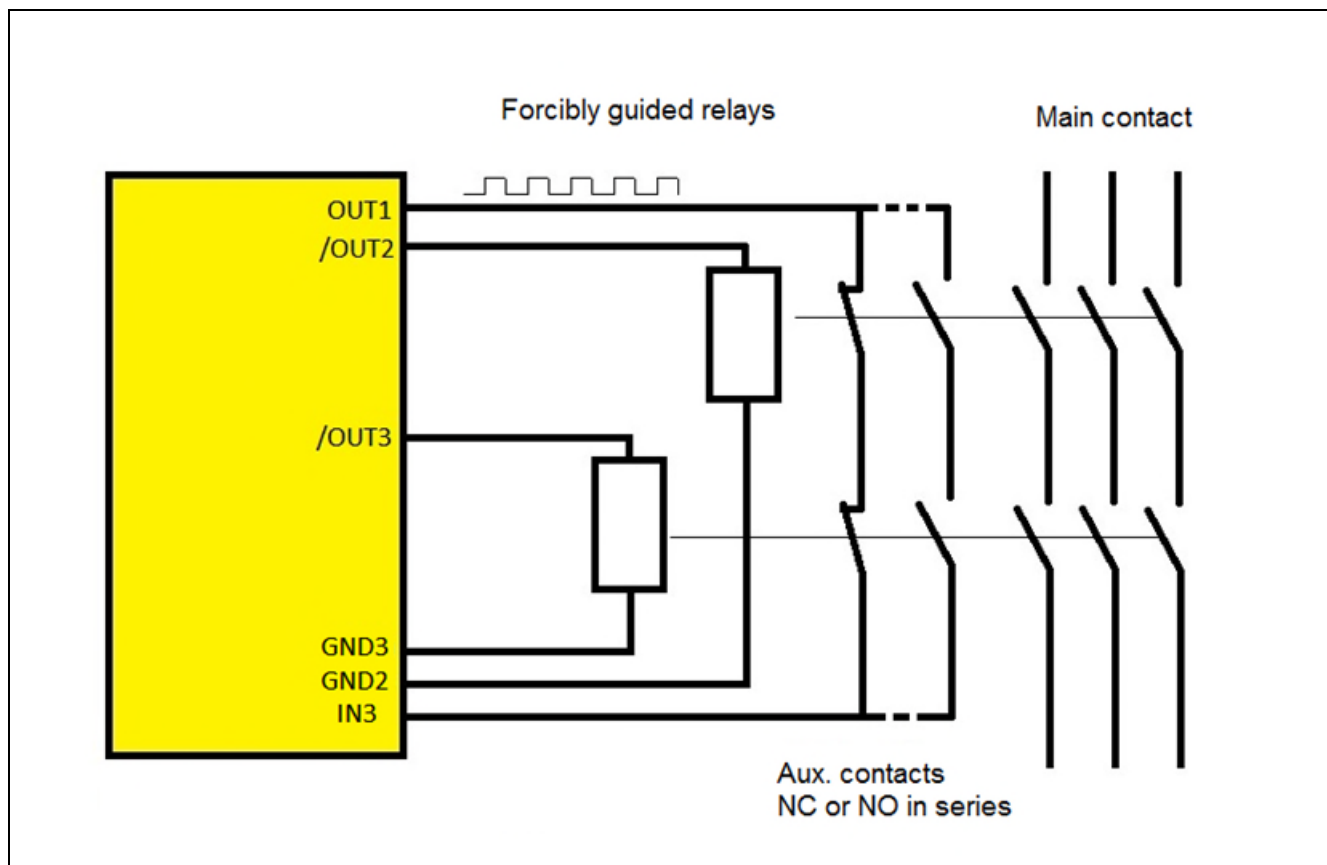 Forcibly guided relays
Main contact
OUT1
/OUT2
/OUT3
GND3
GND2
IN3
Aux. contacts
NC or NO in series